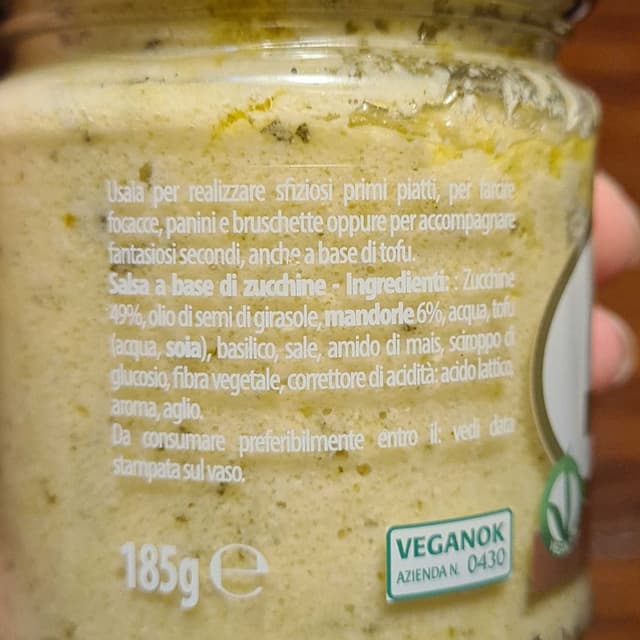 Usala per realizzare sfiziosi primi piatti, per farcire
focacce, panini e bruschette oppure per accompagnare
fantasiosi secondi, anche a base di tofu.
Salsa a base di zucchine - Ingredienti: : Zucchine
49%, olio di semi di girasole, mandorle 6%, acqua, tofu
(acqua, soia), basilico, sale, amido di mais, sciroppo di
glucosio, fibra vegetale, correttore di acidità: acido lattico,
aroma, aglio.
Da consumare preferibilmente entro il: vedi data
stampata sul vaso.
185g ℮
VEGANOK
AZIENDA N. 0430